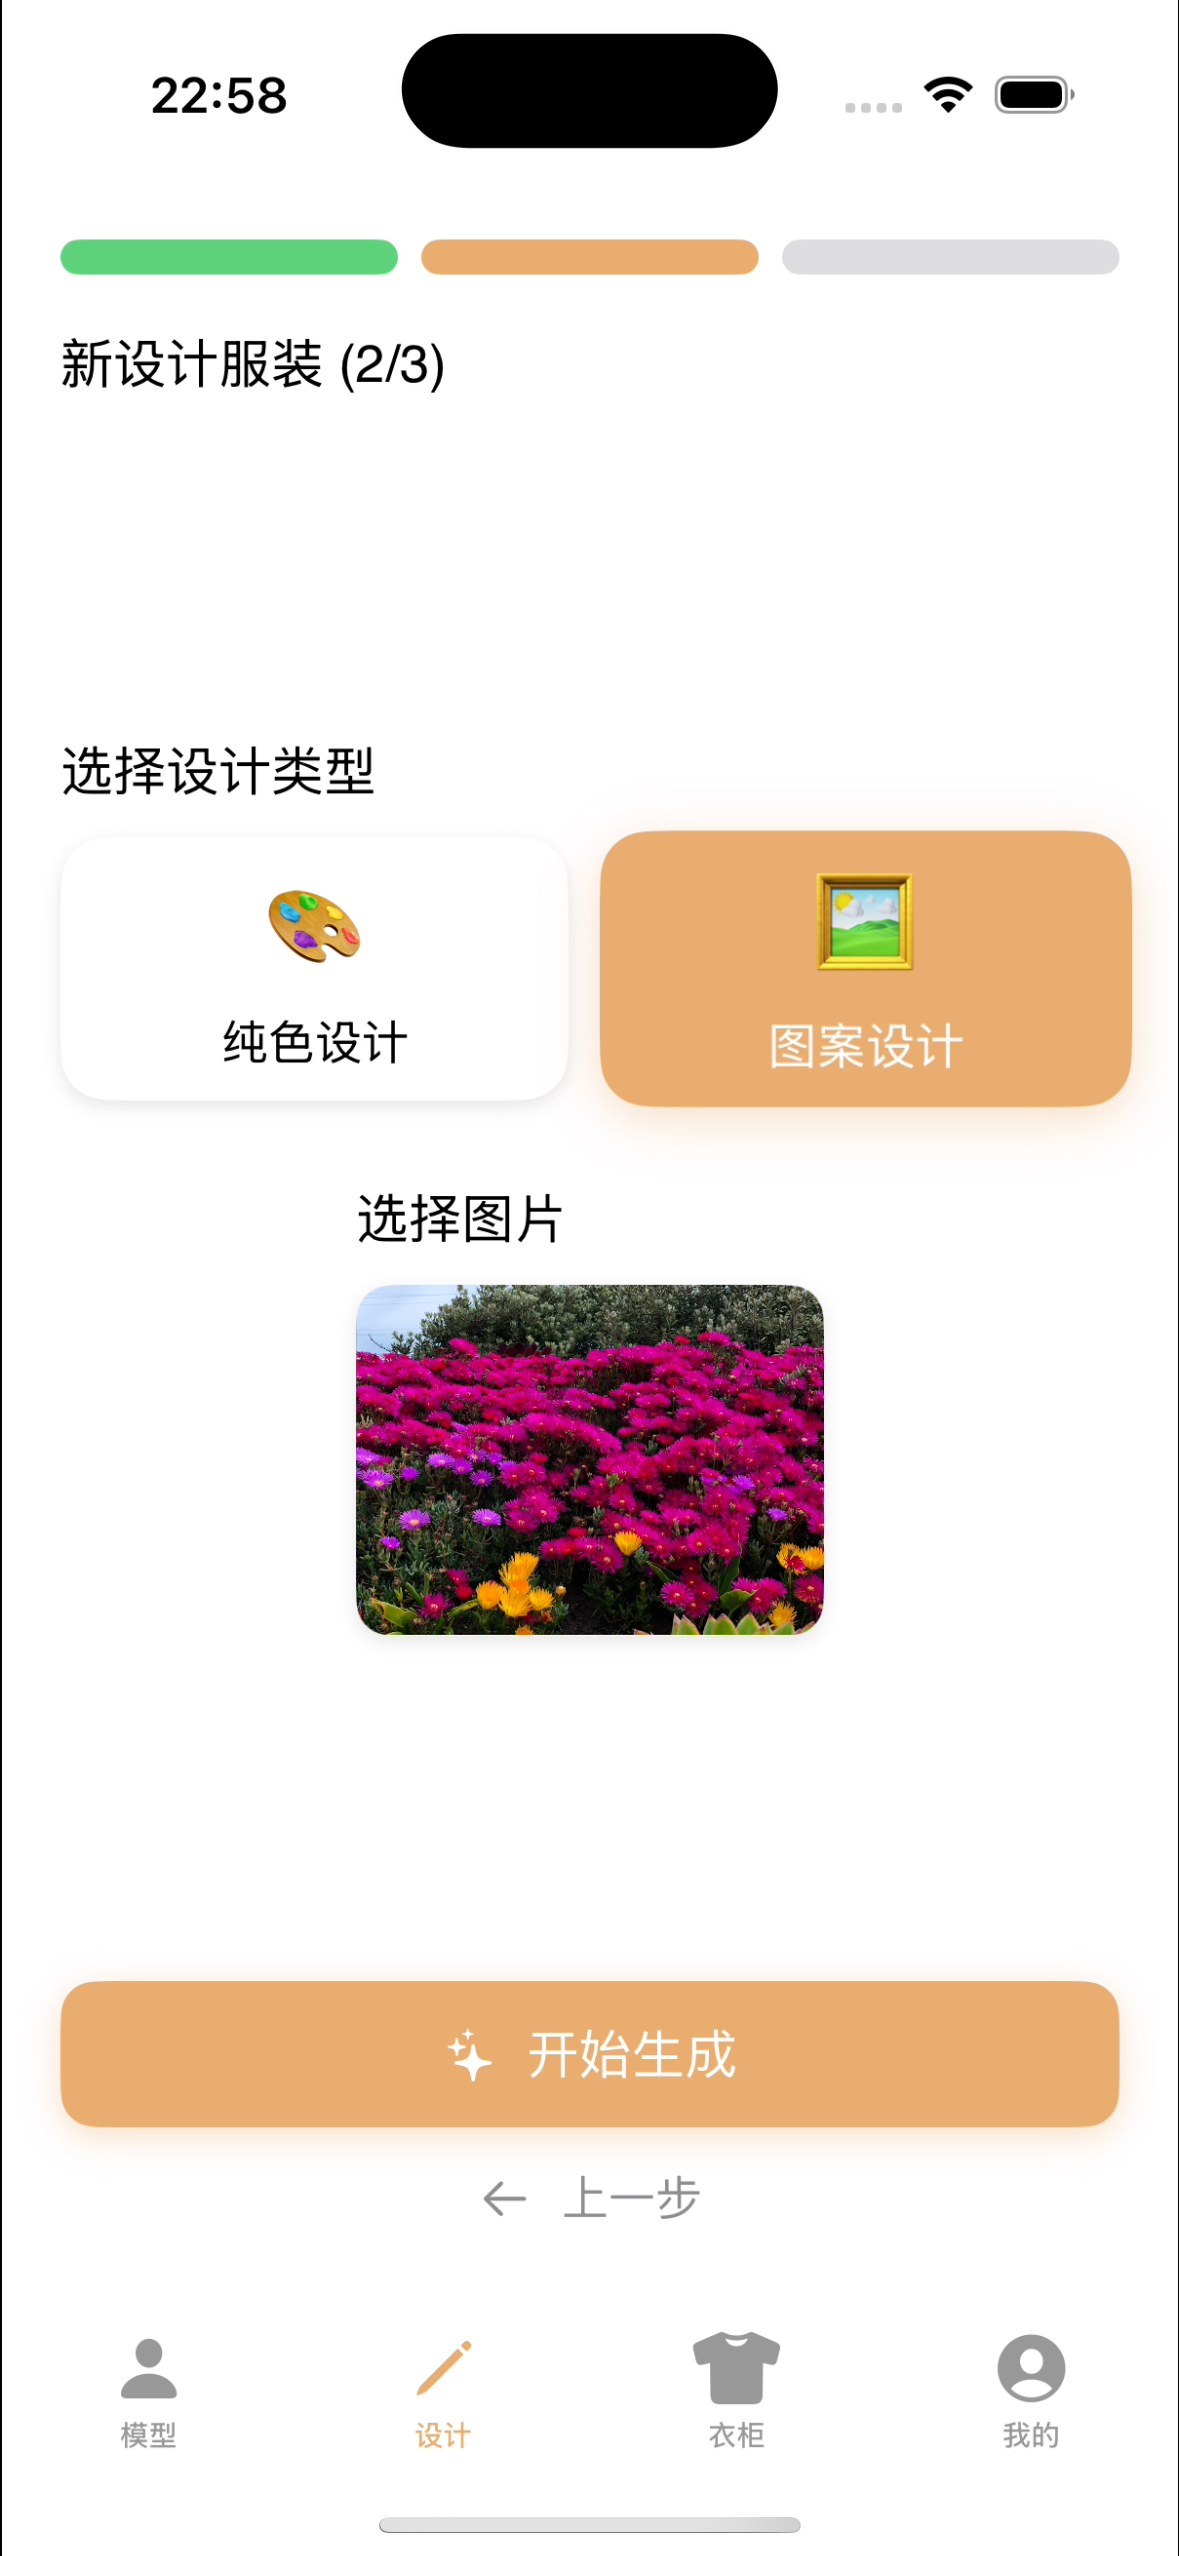 22:58
新设计服装 (2/3)
选择设计类型
纯色设计
图案设计
选择图片
开始生成
上一步
模型
设计
衣柜
我的